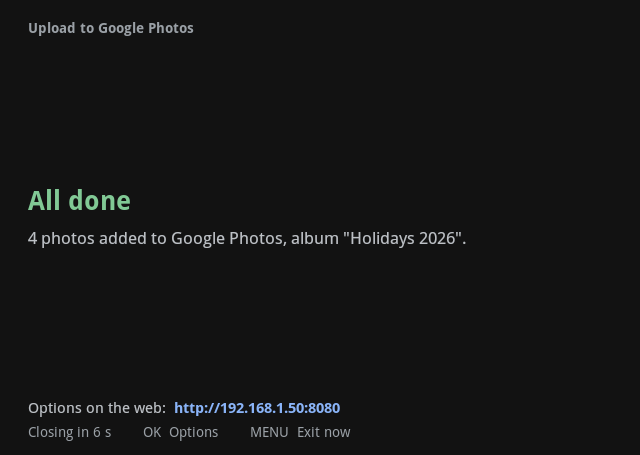 Upload to Google Photos
All done
4 photos added to Google Photos, album "Holidays 2026".
Options on the web: http://192.168.1.50:8080
Closing in 6 s OK Options MENU Exit now